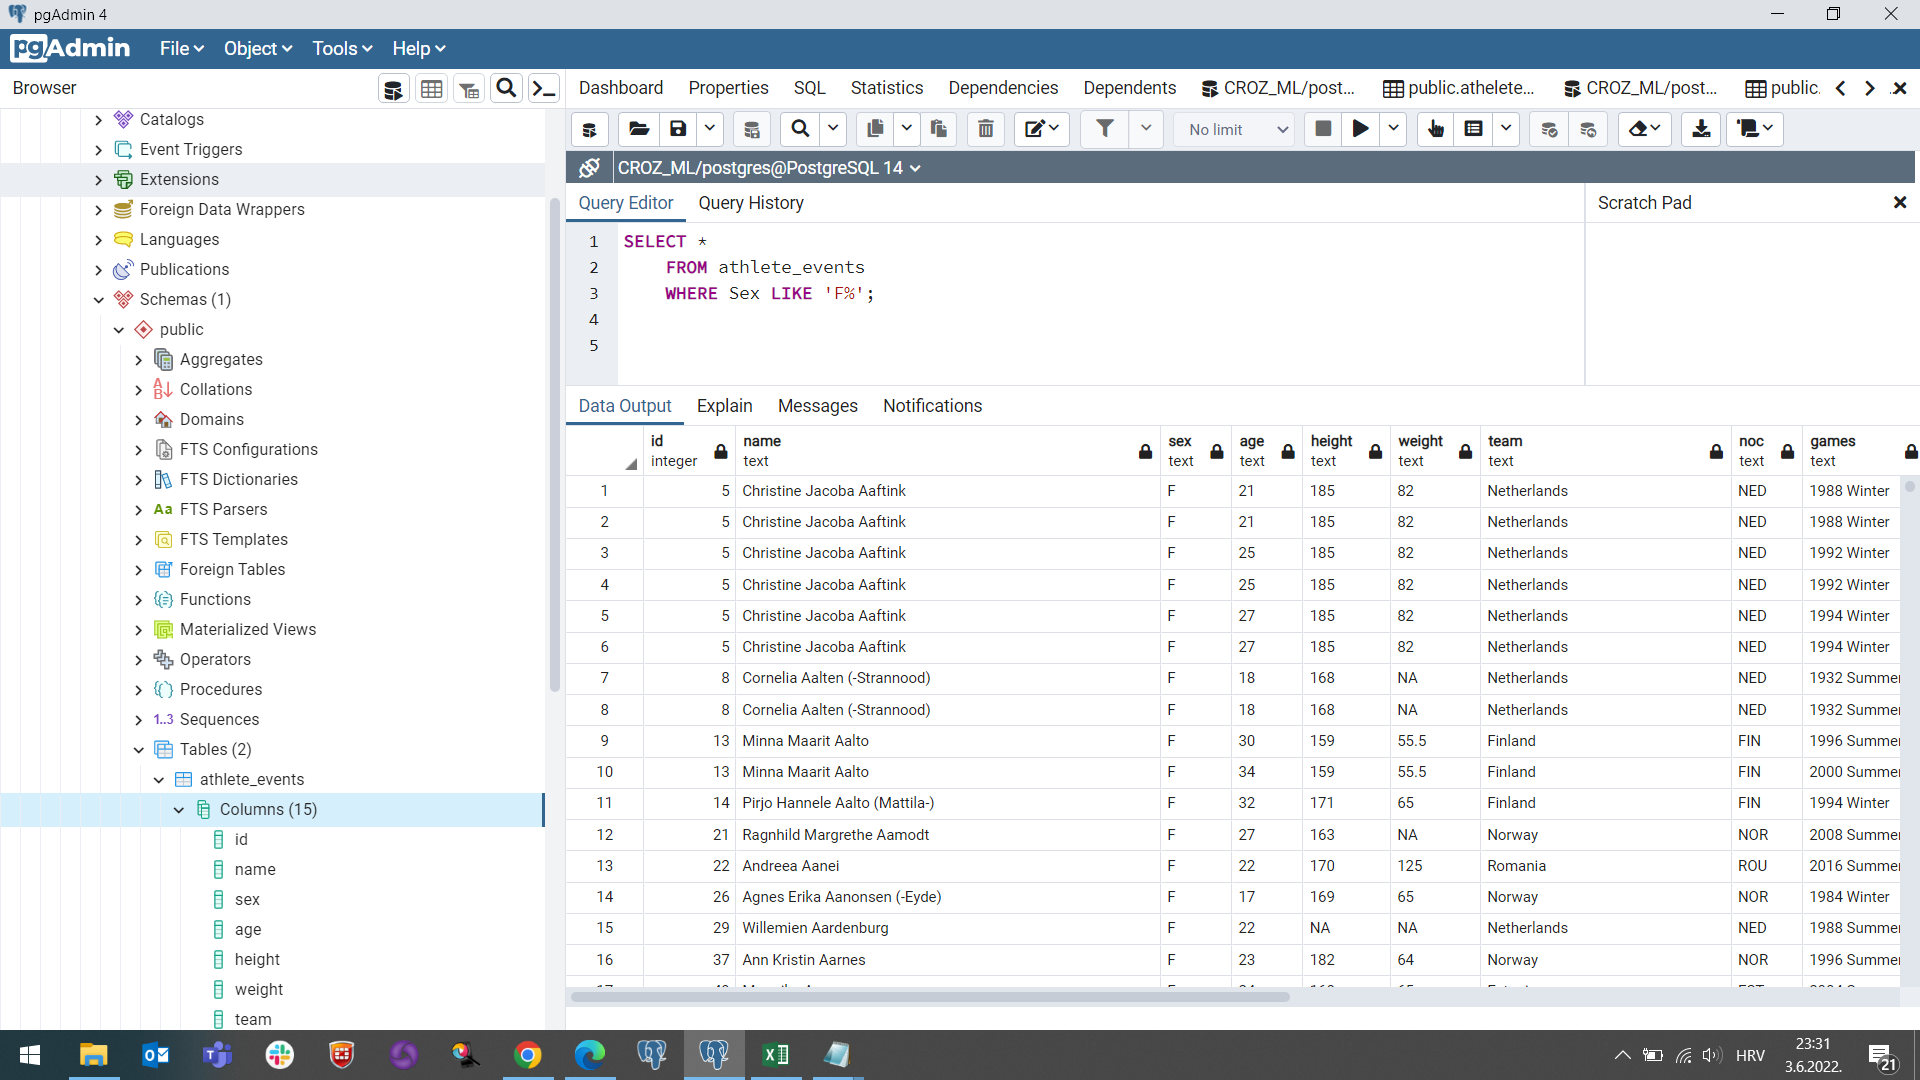 pgAdmin 4
pgAdmin File Object Tools Help
Browser
Dashboard Properties SQL Statistics Dependencies Dependents CROZ_ML/post... public.athelete... CROZ_ML/post... public.
No limit
CROZ_ML/postgres@PostgreSQL 14
Query Editor Query History
Scratch Pad
1 SELECT *
2 FROM athlete_events
3 WHERE Sex LIKE 'F%';
4
5
Catalogs
Event Triggers
Extensions
Foreign Data Wrappers
Languages
Publications
Schemas (1)
public
Aggregates
Collations
Domains
FTS Configurations
FTS Dictionaries
Aa FTS Parsers
FTS Templates
Foreign Tables
Functions
Materialized Views
Operators
Procedures
1..3 Sequences
Tables (2)
athlete_events
Columns (15)
id
name
sex
age
height
weight
team
Data Output Explain Messages Notifications
id name sex age height weight team noc games
integer text text text text text text text text
1 5 Christine Jacoba Aaftink F 21 185 82 Netherlands NED 1988 Winter
2 5 Christine Jacoba Aaftink F 21 185 82 Netherlands NED 1988 Winter
3 5 Christine Jacoba Aaftink F 25 185 82 Netherlands NED 1992 Winter
4 5 Christine Jacoba Aaftink F 25 185 82 Netherlands NED 1992 Winter
5 5 Christine Jacoba Aaftink F 27 185 82 Netherlands NED 1994 Winter
6 5 Christine Jacoba Aaftink F 27 185 82 Netherlands NED 1994 Winter
7 8 Cornelia Aalten (-Strannood) F 18 168 NA Netherlands NED 1932 Summer
8 8 Cornelia Aalten (-Strannood) F 18 168 NA Netherlands NED 1932 Summer
9 13 Minna Maarit Aalto F 30 159 55.5 Finland FIN 1996 Summer
10 13 Minna Maarit Aalto F 34 159 55.5 Finland FIN 2000 Summer
11 14 Pirjo Hannele Aalto (Mattila-) F 32 171 65 Finland FIN 1994 Winter
12 21 Ragnhild Margrethe Aamodt F 27 163 NA Norway NOR 2008 Summer
13 22 Andreea Aanei F 22 170 125 Romania ROU 2016 Summer
14 26 Agnes Erika Aanonsen (-Eyde) F 17 169 65 Norway NOR 1984 Winter
15 29 Willemien Aardenburg F 22 NA NA Netherlands NED 1988 Summer
16 37 Ann Kristin Aarnes F 23 182 64 Norway NOR 1996 Summer
HRV
23:31
3.6.2022.
21